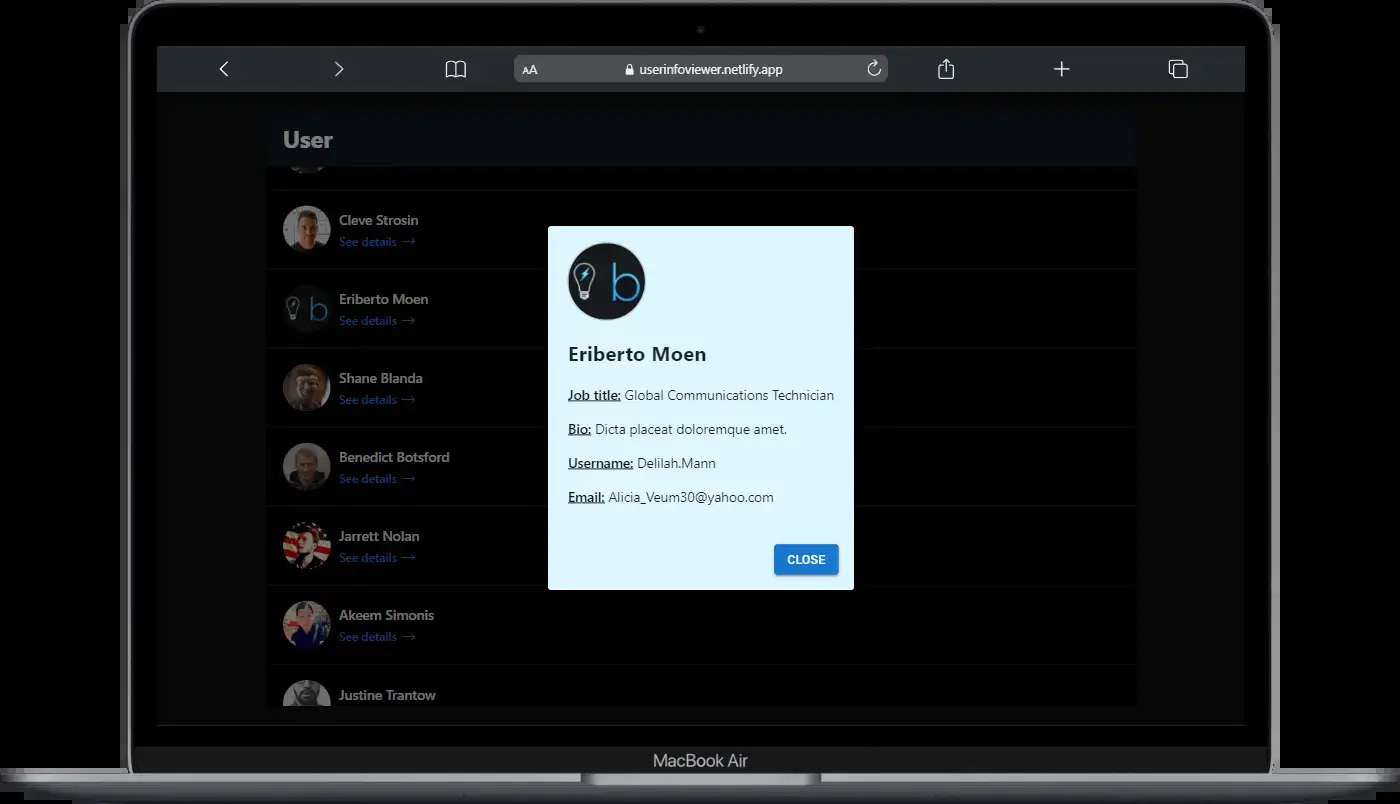 AA userinfoviewer.netlify.app
User
Cleve Strosin
See details →
Eriberto Moen
See details →
Shane Blanda
See details →
Benedict Botsford
See details →
Jarrett Nolan
See details →
Akeem Simonis
See details →
Justine Trantow
b
b
Eriberto Moen
Job title: Global Communications Technician
Bio: Dicta placeat doloremque amet.
Username: Delilah.Mann
Email: Alicia_Veum30@yahoo.com
CLOSE
MacBook Air